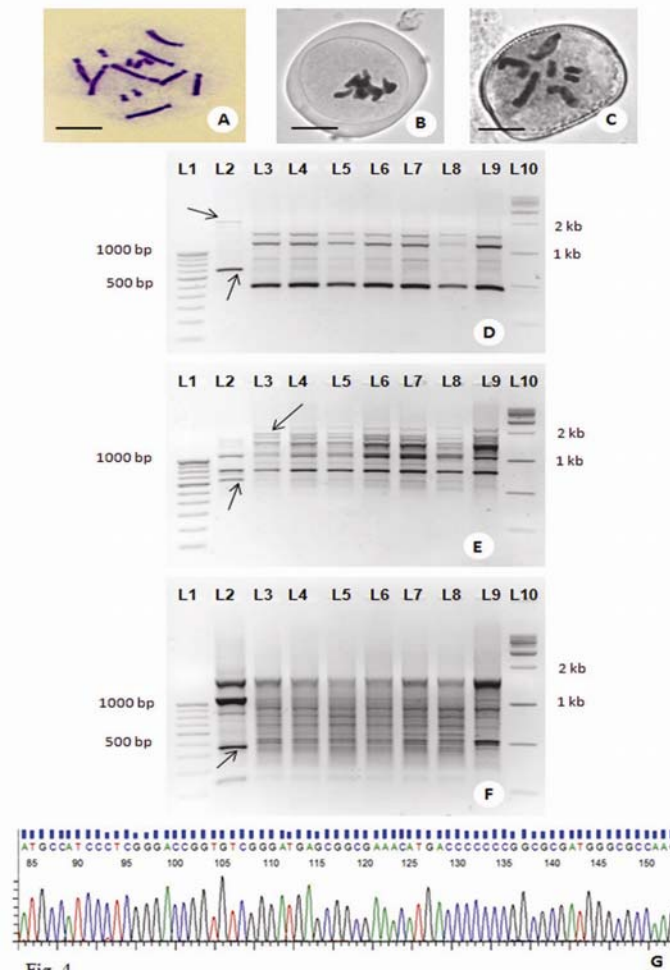 A
B
C
L1 L2 L3 L4 L5 L6 L7 L8 L9 L10
2 kb
1000 bp
1 kb
500 bp
D
L1 L2 L3 L4 L5 L6 L7 L8 L9 L10
2 kb
1000 bp
1 kb
E
L1 L2 L3 L4 L5 L6 L7 L8 L9 L10
2 kb
1000 bp
1 kb
500 bp
F
ATGCCATCCCTCGGGACCGGTGTCGGGATGAGCGGCGAAACATGACCCCCCCGGCGCGATGGGCGCCAA
85 90 95 100 105 110 115 120 125 130 135 140 145 150
G
Fig. 4